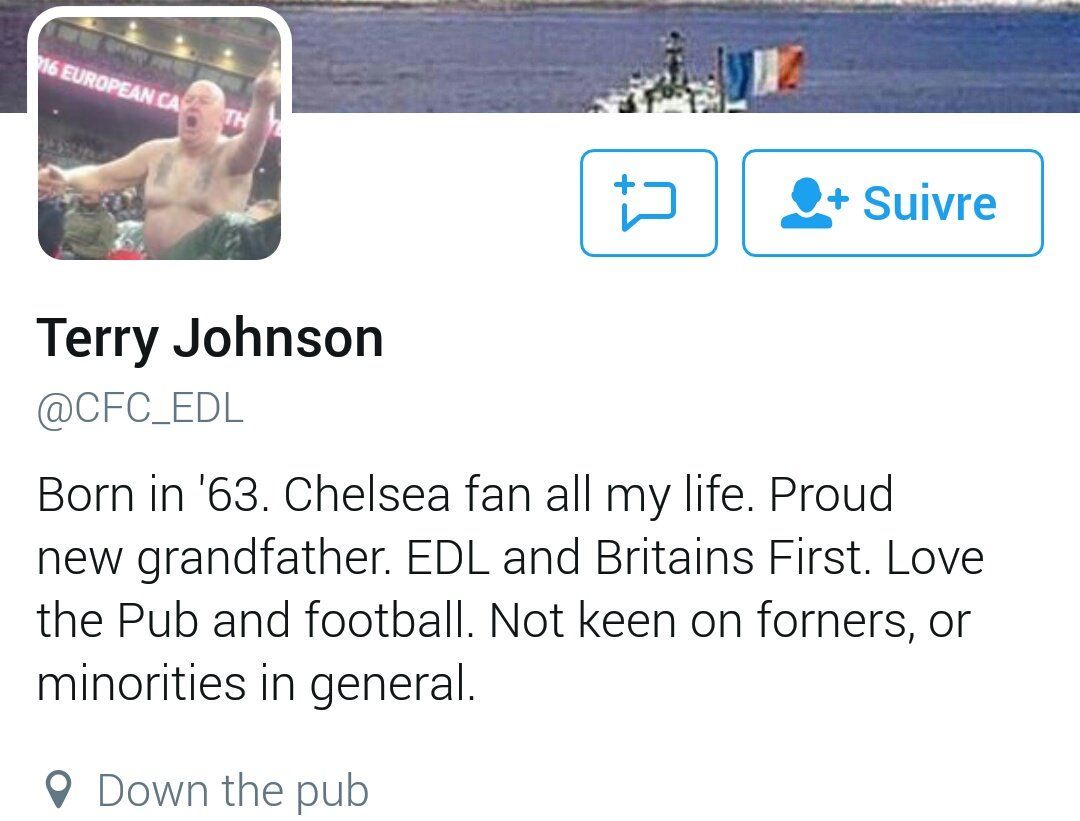 16 EUROPEAN CA TH
Suivre
Terry Johnson
@CFC_EDL
Born in '63. Chelsea fan all my life. Proud
new grandfather. EDL and Britains First. Love
the Pub and football. Not keen on forners, or
minorities in general.
Down the pub